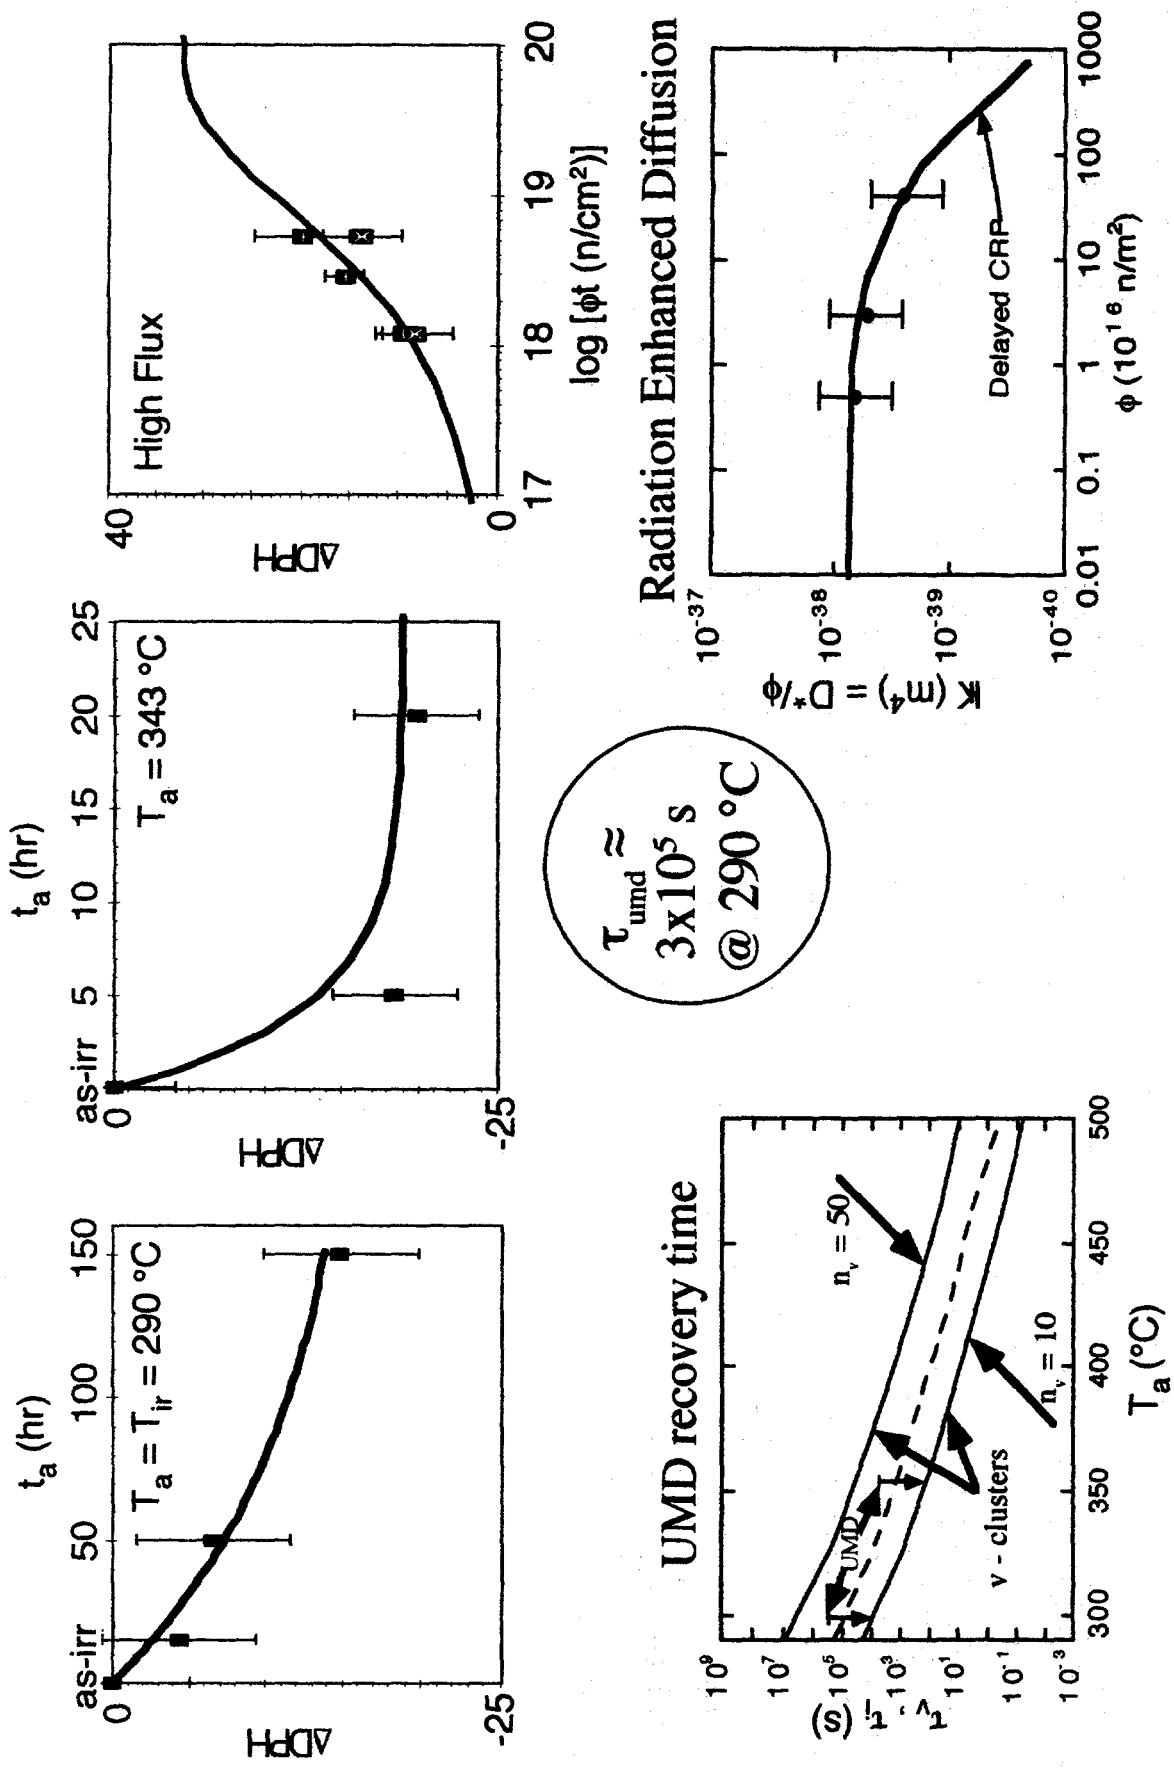 t_a (hr)
as-irr 50 100 150
0
T_a = T_ir = 290 °C
ΔDPH
-25
t_a (hr)
as-irr 5 10 15 20 25
0
T_a = 343 °C
ΔDPH
-25
40
High Flux
ΔDPH
0
17 18 19 20
log [ϕt (n/cm²)]
UMD recovery time
10⁹
10⁷
10⁵
10³
10¹
10⁻¹
10⁻³
τ_v, τ_i (S)
UMD
n_v = 50
v - clusters
n_v = 10
300 350 400 450 500
T_a (°C)
τ_umd ≈
3x10⁵ s
@ 290 °C
Radiation Enhanced Diffusion
10⁻³⁷
10⁻³⁸
10⁻³⁹
10⁻⁴⁰
K (m⁴) = D*/ϕ
Delayed CRP
0.01 0.1 1 10 100 1000
ϕ (10¹⁶ n/m²)